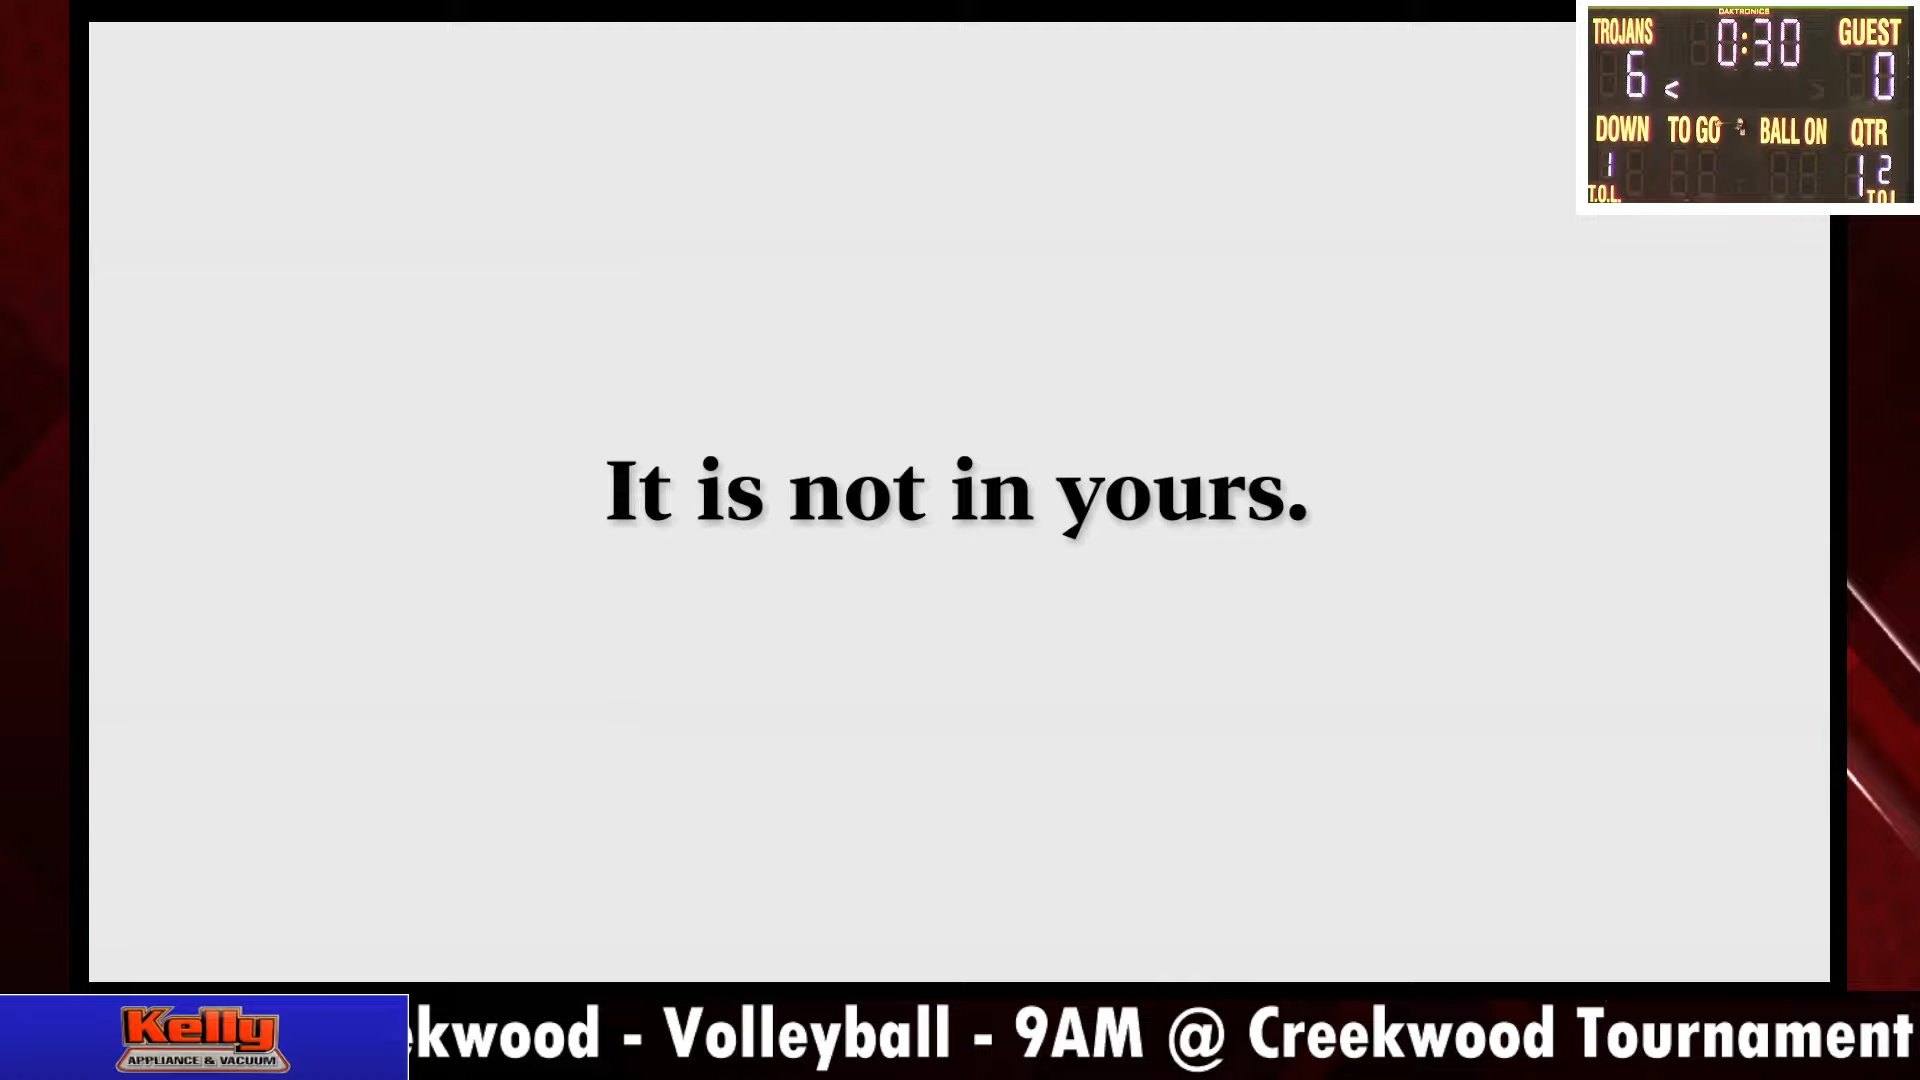 DAKTRONICS
TROJANS 0:30 GUEST
6 < 0
DOWN TO GO BALL ON QTR
1 2
T.O.L.
It is not in yours.
Kelly
APPLIANCE & VACUUM
kwood - Volleyball - 9AM @ Creekwood Tournament